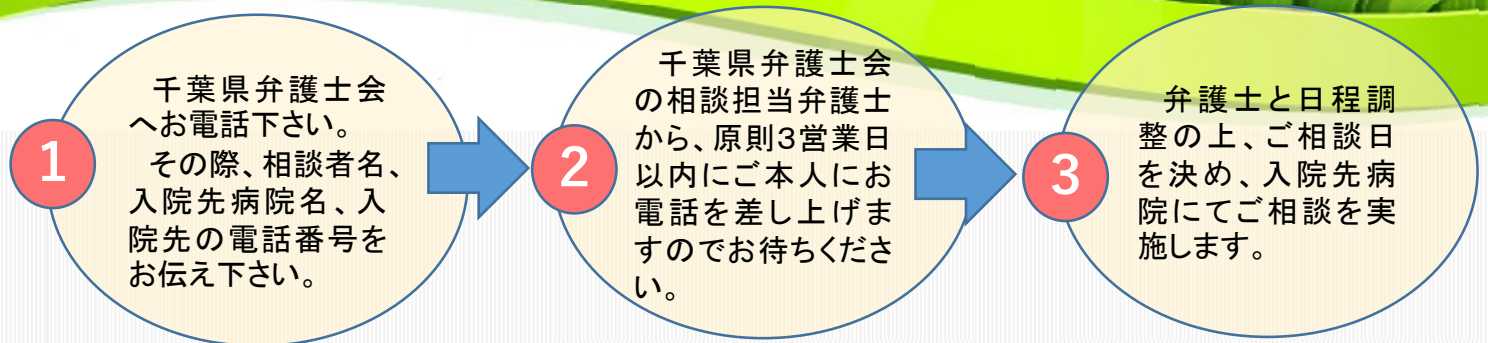 1
千葉県弁護士会
へお電話下さい。
その際、相談者名、
入院先病院名、入
院先の電話番号を
お伝え下さい。
2
千葉県弁護士会
の相談担当弁護士
から、原則3営業日
以内にご本人にお
電話を差し上げま
すのでお待ちくださ
い。
3
弁護士と日程調
整の上、ご相談日
を決め、入院先病
院にてご相談を実
施します。